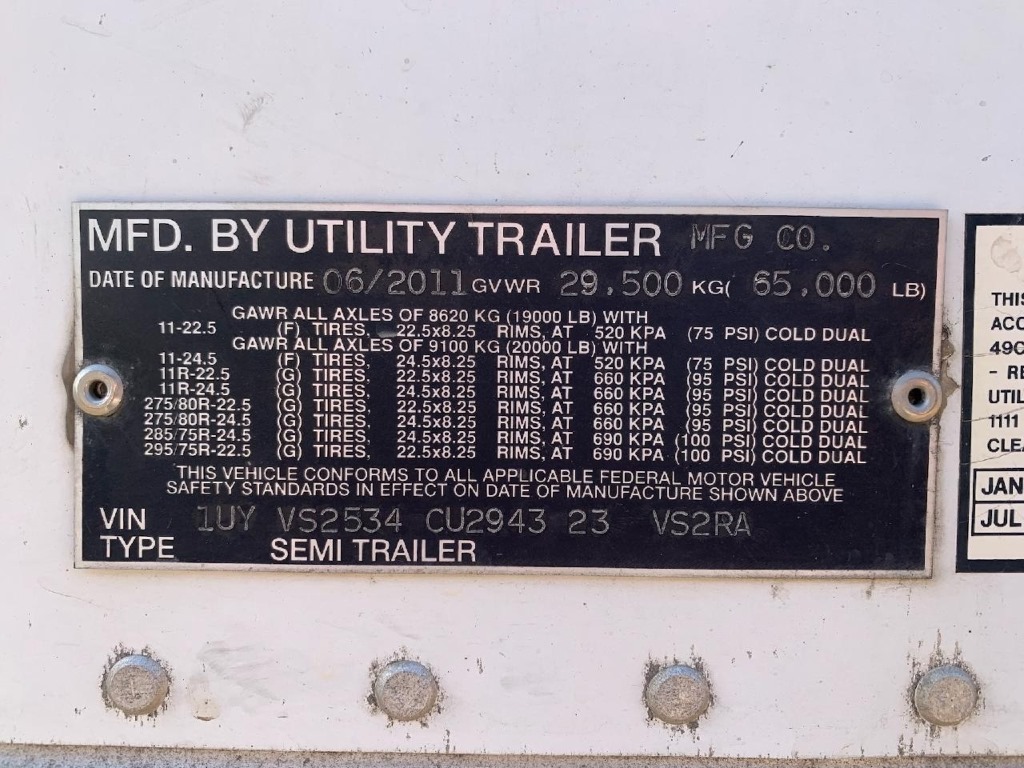 MFD. BY UTILITY TRAILER MFG CO.
DATE OF MANUFACTURE 06/2011 GVWR 29,500 KG( 65,000 LB)
GAWR ALL AXLES OF 8620 KG (19000 LB) WITH
11-22.5 (F) TIRES, 22.5x8.25 RIMS, AT 520 KPA (75 PSI) COLD DUAL
GAWR ALL AXLES OF 9100 KG (20000 LB) WITH
11-24.5 (F) TIRES, 24.5x8.25 RIMS, AT 520 KPA (75 PSI) COLD DUAL
11R-22.5 (G) TIRES, 22.5x8.25 RIMS, AT 660 KPA (95 PSI) COLD DUAL
11R-24.5 (G) TIRES, 24.5x8.25 RIMS, AT 660 KPA (95 PSI) COLD DUAL
275/80R-22.5 (G) TIRES, 22.5x8.25 RIMS, AT 660 KPA (95 PSI) COLD DUAL
275/80R-24.5 (G) TIRES, 24.5x8.25 RIMS, AT 660 KPA (95 PSI) COLD DUAL
285/75R-24.5 (G) TIRES, 24.5x8.25 RIMS, AT 690 KPA (100 PSI) COLD DUAL
295/75R-22.5 (G) TIRES, 22.5x8.25 RIMS, AT 690 KPA (100 PSI) COLD DUAL
THIS VEHICLE CONFORMS TO ALL APPLICABLE FEDERAL MOTOR VEHICLE
SAFETY STANDARDS IN EFFECT ON DATE OF MANUFACTURE SHOWN ABOVE
VIN 1UY VS2534 CU2943 23 VS2RA
TYPE SEMI TRAILER
THIS
ACC
49C
- RE
UTIL
1111
CLEA
JAN
JUL